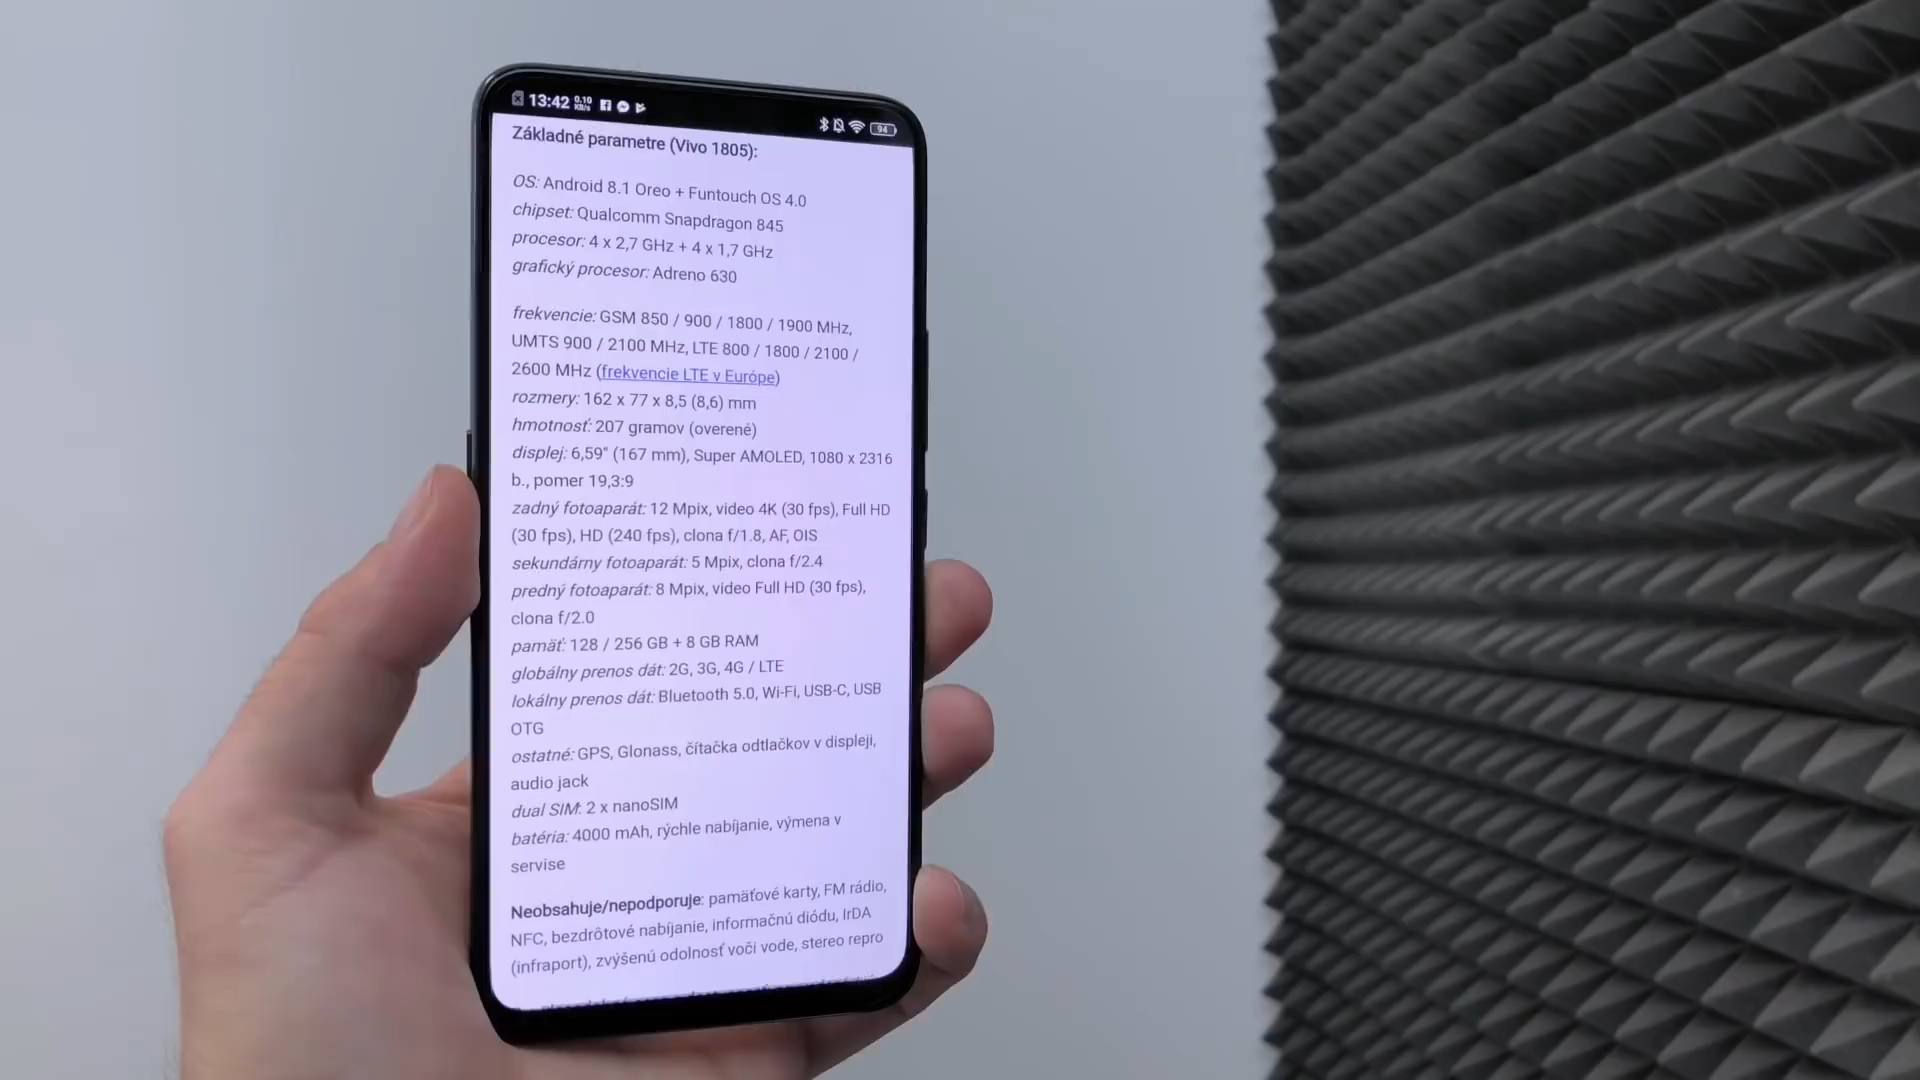 13:42 0.10 KB/s
94
Základné parametre (Vivo 1805):
OS: Android 8.1 Oreo + Funtouch OS 4.0
chipset: Qualcomm Snapdragon 845
procesor: 4 x 2,7 GHz + 4 x 1,7 GHz
grafický procesor: Adreno 630
frekvencie: GSM 850 / 900 / 1800 / 1900 MHz,
UMTS 900 / 2100 MHz, LTE 800 / 1800 / 2100 /
2600 MHz (frekvencie LTE v Európe)
rozmery: 162 x 77 x 8,5 (8,6) mm
hmotnosť: 207 gramov (overené)
displej: 6,59" (167 mm), Super AMOLED, 1080 x 2316
b., pomer 19,3:9
zadný fotoaparát: 12 Mpix, video 4K (30 fps), Full HD
(30 fps), HD (240 fps), clona f/1.8, AF, OIS
sekundárny fotoaparát: 5 Mpix, clona f/2.4
predný fotoaparát: 8 Mpix, video Full HD (30 fps),
clona f/2.0
pamäť: 128 / 256 GB + 8 GB RAM
globálny prenos dát: 2G, 3G, 4G / LTE
lokálny prenos dát: Bluetooth 5.0, Wi-Fi, USB-C, USB
OTG
ostatné: GPS, Glonass, čítačka odtlačkov v displeji,
audio jack
dual SIM: 2 x nanoSIM
batéria: 4000 mAh, rýchle nabíjanie, výmena v
servise
Neobsahuje/nepodporuje: pamäťové karty, FM rádio,
NFC, bezdrôtové nabíjanie, informačnú diódu, IrDA
(infraport), zvýšenú odolnosť voči vode, stereo repro